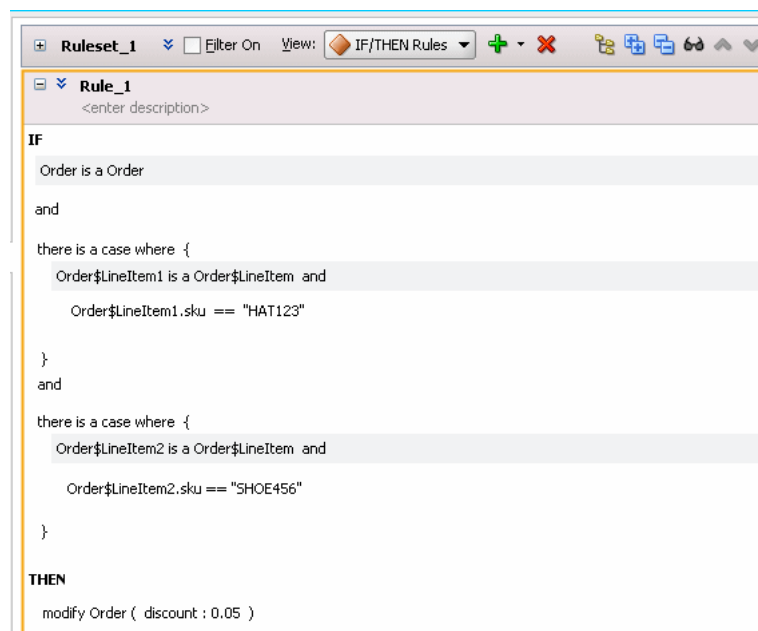 Ruleset_1 Filter On View: IF/THEN Rules
Rule_1
<enter description>
IF
Order is a Order
and
there is a case where {
Order$LineItem1 is a Order$LineItem and
Order$LineItem1.sku == "HAT123"
}
and
there is a case where {
Order$LineItem2 is a Order$LineItem and
Order$LineItem2.sku == "SHOE456"
}
THEN
modify Order ( discount : 0.05 )